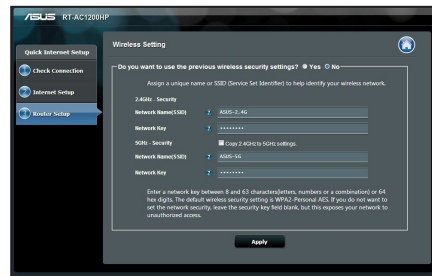 ASUS RT-AC1200HP
Quick Internet Setup
1 Check Connection
2 Internet Setup
3 Router Setup
Wireless Setting
Do you want to use the previous wireless security settings? Yes No
Assign a unique name or SSID (Service Set Identifier) to help identify your wireless network.
2.4GHz - Security
Network Name(SSID) ? ASUS-2.4G
Network Key ? ••••••••
5GHz - Security Copy 2.4GHz to 5GHz settings.
Network Name(SSID) ? ASUS-5G
Network Key ? ••••••••
Enter a network key between 8 and 63 characters(letters, numbers or a combination) or 64
hex digits. The default wireless security setting is WPA2-Personal AES. If you do not want to
set the network security, leave the security key field blank, but this exposes your network to
unauthorized access.
Apply